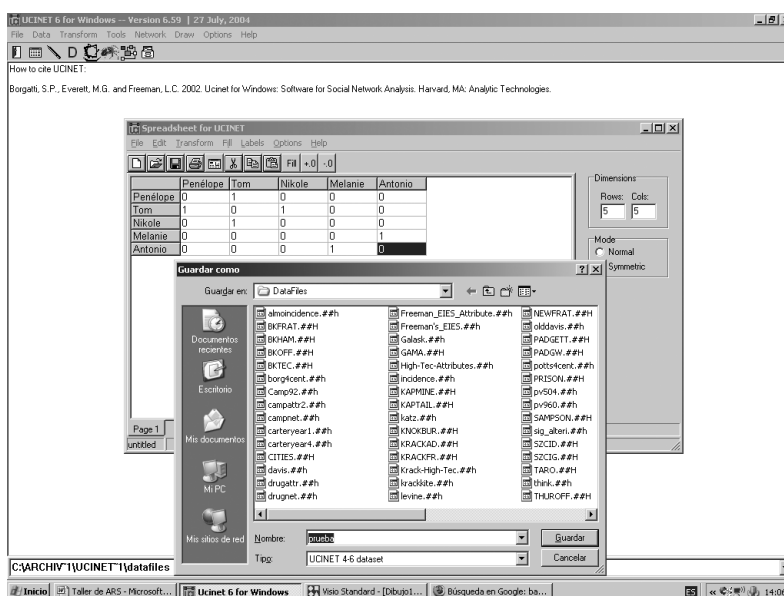 UCINET 6 for Windows -- Version 6.59 | 27 July, 2004
File Data Transform Tools Network Draw Options Help
D
How to cite UCINET:
Borgatti, S.P., Everett, M.G. and Freeman, L.C. 2002. Ucinet for Windows: Software for Social Network Analysis. Harvard, MA: Analytic Technologies.
Spreadsheet for UCINET
File Edit Transform Fill Labels Options Help
Fill +.0 -.0
Penélope Tom Nikole Melanie Antonio
Penélope 0 1 0 0 0
Tom 1 0 1 0 0
Nikole 0 1 0 0 0
Melanie 0 0 0 0 1
Antonio 0 0 0 1 0
Dimensions
Rows: Cols:
5 5
Mode
Normal
Symmetric
Page 1
untitled
Guardar como
Guardar en: DataFiles
Documentos recientes
Escritorio
Mis documentos
Mi PC
Mis sitios de red
almoincidence.##h Freeman_EIES_Attribute.##h NEWFRAT.##H
BKFRAT.##H Freeman's_EIES.##h olddavis.##h
BKHAM.##H Galask.##h PADGETT.##H
BKOFF.##H GAMA.##H PADGW.##H
BKTEC.##H High-Tec-Attributes.##h potts4cent.##h
borg4cent.##h incidence.##h PRISON.##H
Camp92.##h KAPMINE.##H pv504.##h
campattr2.##h KAPTAIL.##H pv960.##h
campnet.##h katz.##h SAMPSON.##H
carteryear1.##h KNOKBUR.##H sig_alteri.##h
carteryear4.##h KRACKAD.##H SZCID.##H
CITIES.##H KRACKFR.##H SZCIG.##H
davis.##h Krack-High-Tec.##h TARO.##H
drugattr.##h krackkite.##h think.##H
drugnet.##h levine.##h THUROFF.##H
Nombre: prueba Guardar
Tipo: UCINET 4-6 dataset Cancelar
C:\ARCHIV~1\UCINET~1\datafiles
Inicio Taller de ARS - Microsoft... Ucinet 6 for Windows Visio Standard - [Dibujo1... Búsqueda en Google: ba... ES